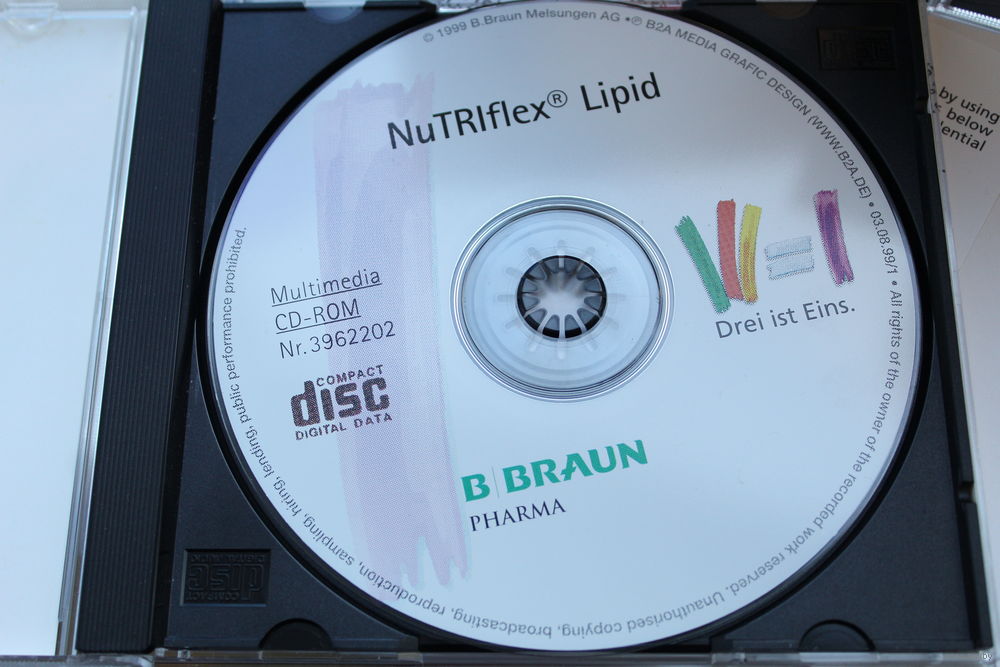 © 1999 B.Braun Melsungen AG • ℗ B2A MEDIA GRAFIC DESIGN (WWW.B2A.DE) • 03.08.99/1 • All rights of the owner of the recorded work reserved. Unauthorised copying, broadcasting, reproduction, sampling, hiring, lending, public performance prohibited.
NuTRIflex® Lipid
Drei ist Eins.
Multimedia
CD-ROM
Nr. 3962202
COMPACT
disc
DIGITAL DATA
B|BRAUN
PHARMA
by using
below